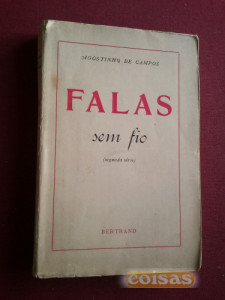 AGOSTINHO DE CAMPOS
FALAS
sem fio
(segunda série)
BERTRAND
coisas